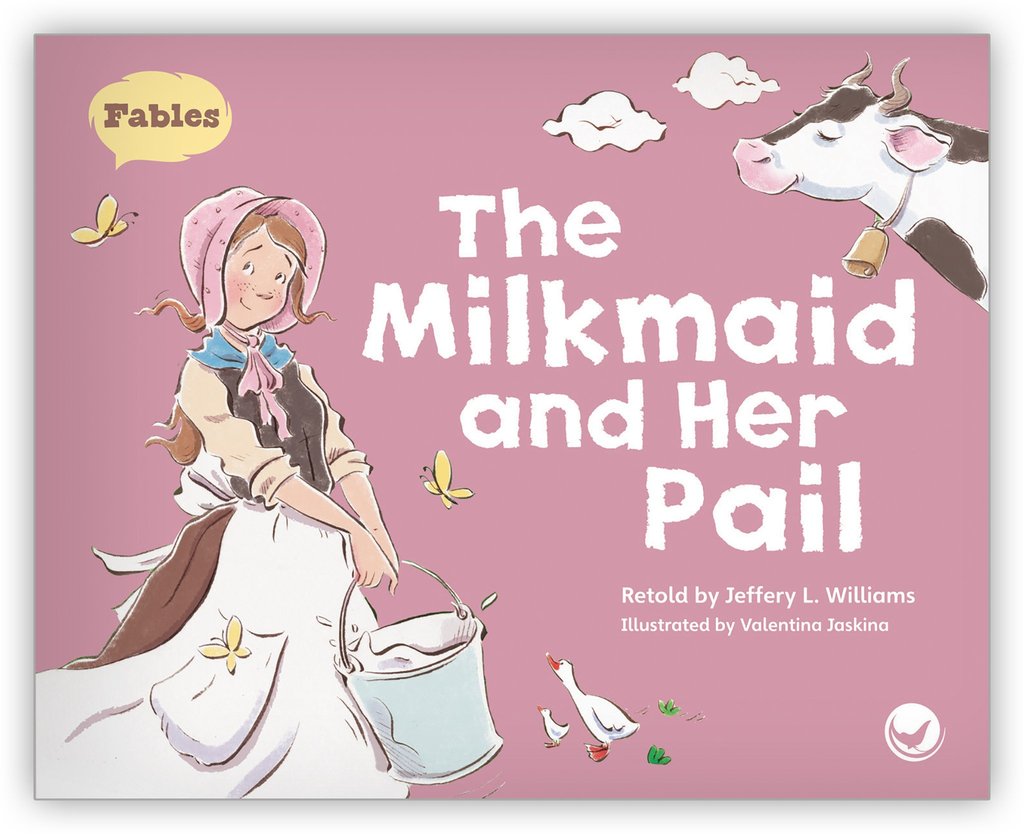 Fables
The
Milkmaid
and Her
Pail
Retold by Jeffery L. Williams
Illustrated by Valentina Jaskina